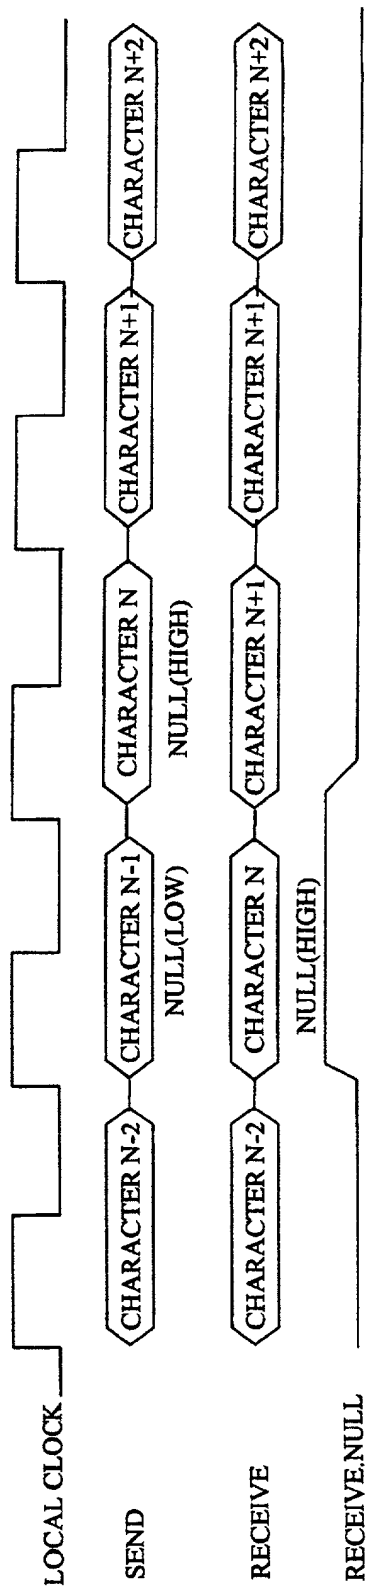 LOCAL CLOCK
SEND
CHARACTER N-2
CHARACTER N-1
CHARACTER N
CHARACTER N+1
CHARACTER N+2
NULL(LOW)
NULL(HIGH)
RECEIVE
CHARACTER N-2
CHARACTER N
CHARACTER N+1
CHARACTER N+1
CHARACTER N+2
NULL(HIGH)
RECEIVE.NULL